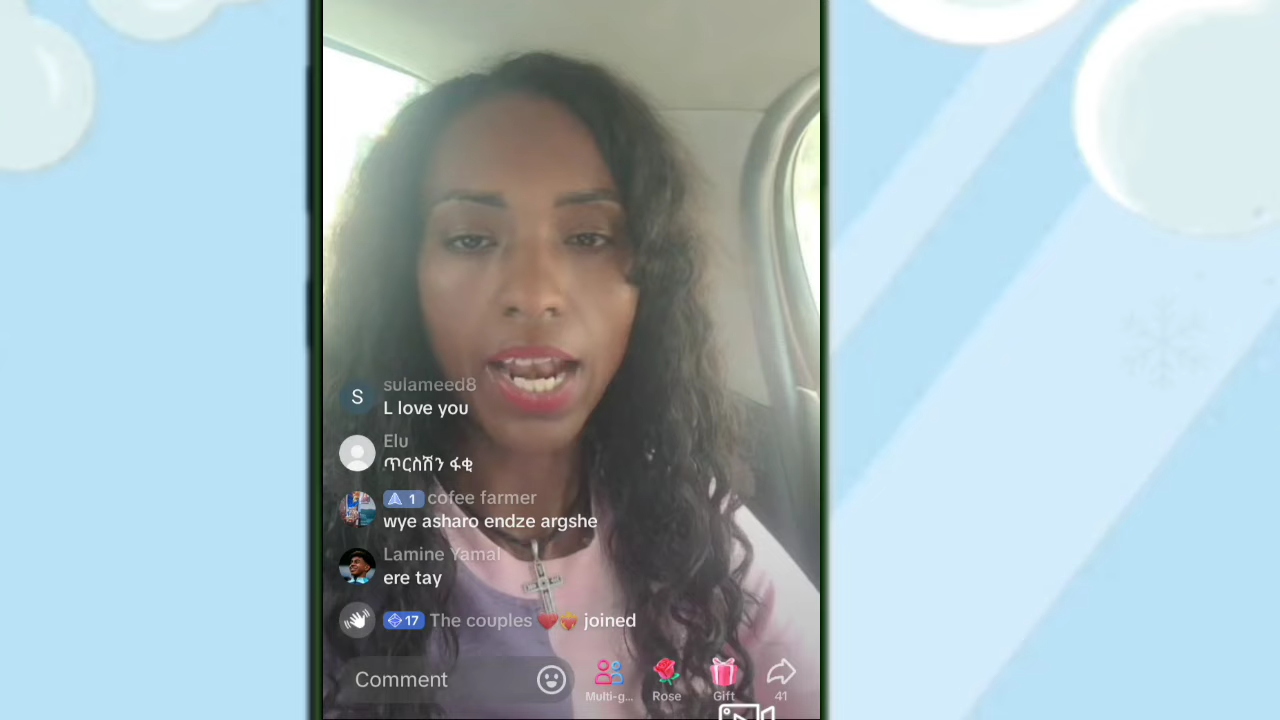 sulameed8
L love you
Elu
ጥርስሽን ፋቂ
1 cofee farmer
wye asharo endze argshe
Lamine Yamal
ere tay
17 The couples ❤️ joined
Comment
Multi-g... Rose Gift 41
S